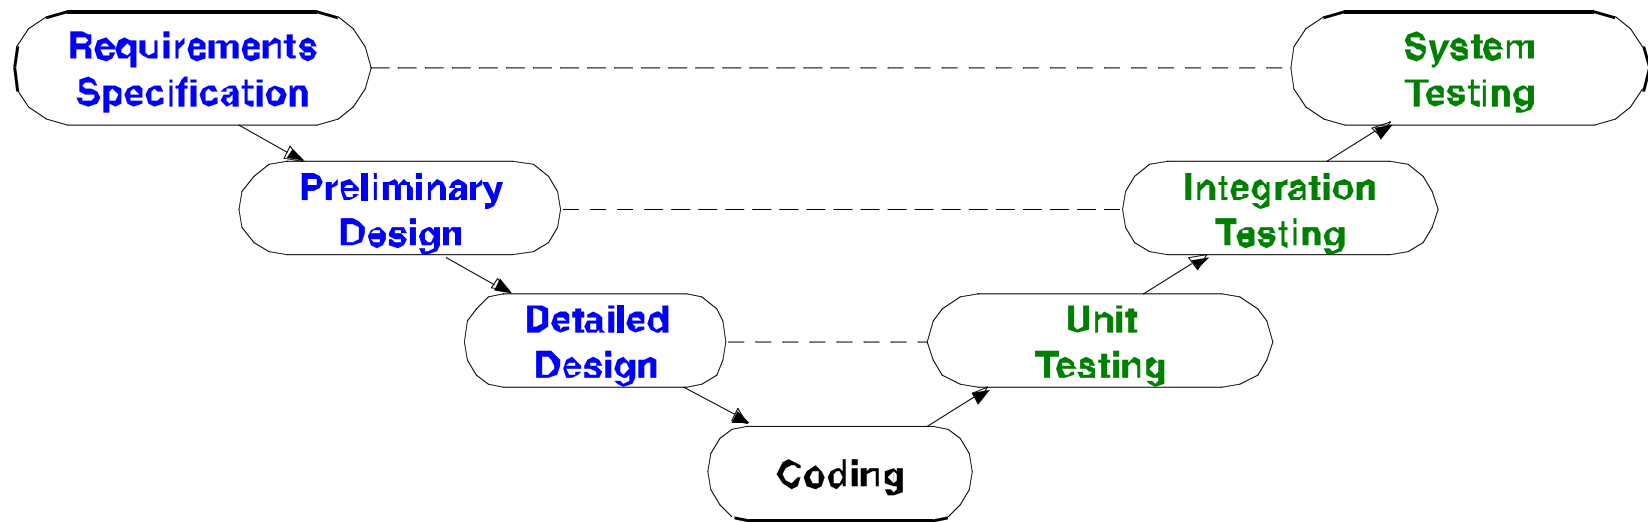 Requirements
Specification
System
Testing
Preliminary
Design
Integration
Testing
Detailed
Design
Unit
Testing
Coding